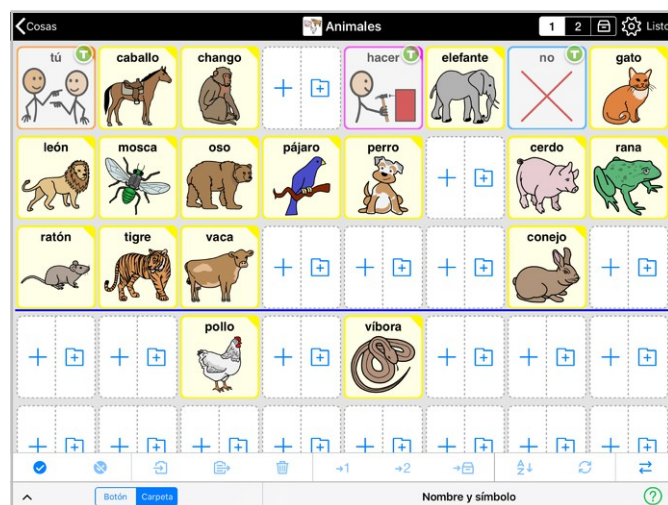 Cosas Animales 1 2 Listo
tú caballo chango hacer elefante no gato
T T T
león mosca oso pájaro perro cerdo rana
ratón tigre vaca conejo
pollo víbora
→1 →2 A Z↓
Botón Carpeta Nombre y símbolo ?